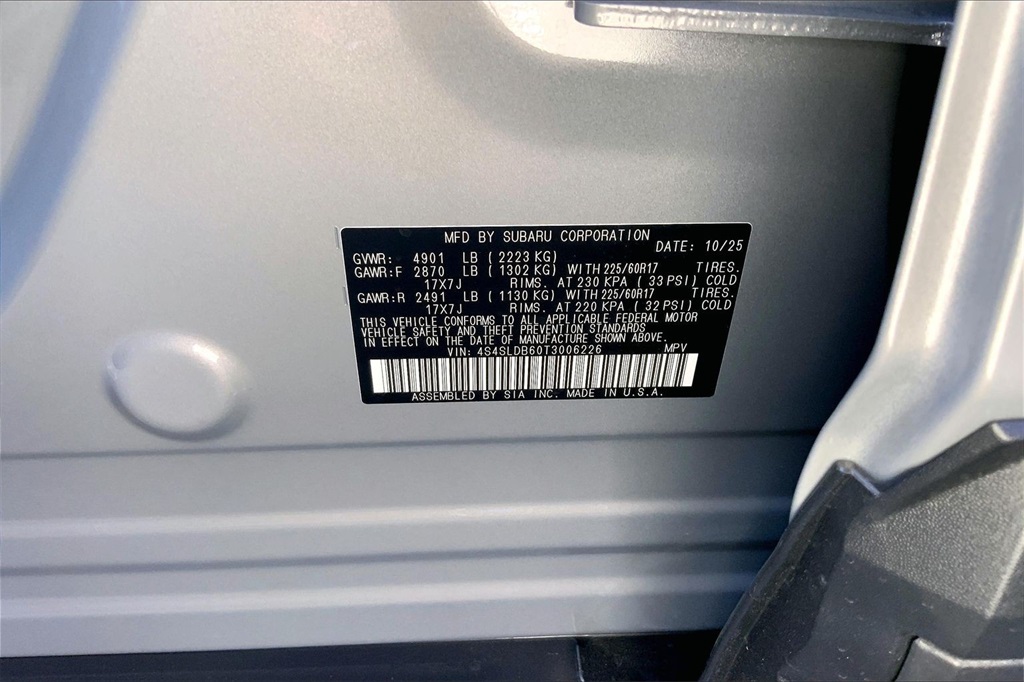 MFD BY SUBARU CORPORATION
DATE: 10/25
GVWR: 4901 LB ( 2223 KG)
GAWR:F 2870 LB ( 1302 KG) WITH 225/60R17 TIRES.
17X7J RIMS. AT 230 KPA ( 33 PSI) COLD
GAWR:R 2491 LB ( 1130 KG) WITH 225/60R17 TIRES.
17X7J RIMS. AT 220 KPA ( 32 PSI) COLD
THIS VEHICLE CONFORMS TO ALL APPLICABLE FEDERAL MOTOR
VEHICLE SAFETY AND THEFT PREVENTION STANDARDS
IN EFFECT ON THE DATE OF MANUFACTURE SHOWN ABOVE.
VIN: 4S4SLDB60T3006226 MPV
ASSEMBLED BY SIA INC. MADE IN U.S.A.